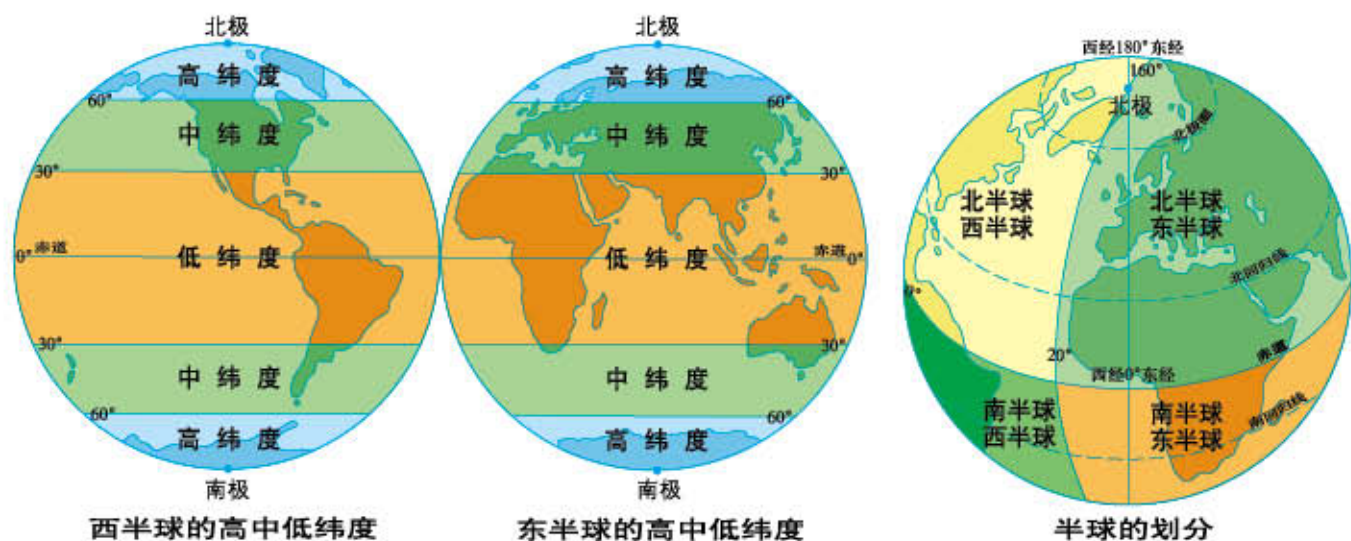 北极
高纬度
60°
中纬度
30°
赤道
0°
低纬度
30°
中纬度
60°
高纬度
南极
西半球的高中低纬度
北极
高纬度
60°
中纬度
30°
低纬度
赤道
0°
30°
中纬度
60°
高纬度
南极
东半球的高中低纬度
西经180°东经
160°
北极
北极圈
北半球
西半球
北半球
东半球
北回归线
0°
赤道
20°
西经0°东经
南半球
西半球
南半球
东半球
南回归线
半球的划分